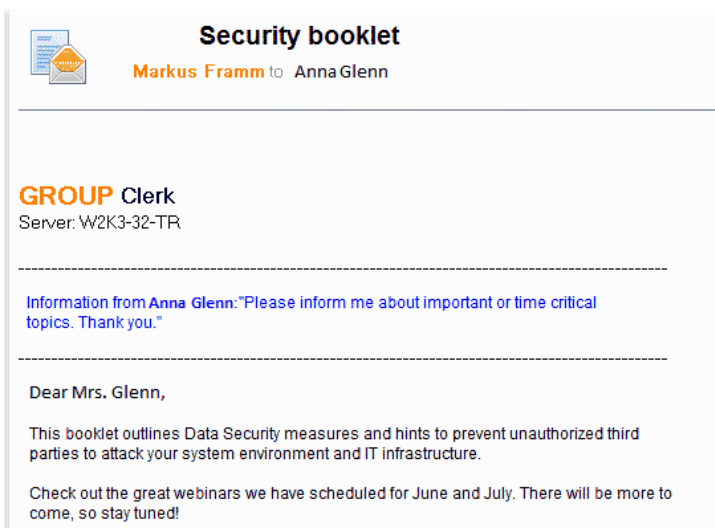 Security booklet
Markus Framm to Anna Glenn
GROUP Clerk
Server: W2K3-32-TR
--------------------------------------------------------------------------------------------------
Information from Anna Glenn:"Please inform me about important or time critical
topics. Thank you."
--------------------------------------------------------------------------------------------------
Dear Mrs. Glenn,
This booklet outlines Data Security measures and hints to prevent unauthorized third
parties to attack your system environment and IT infrastructure.
Check out the great webinars we have scheduled for June and July. There will be more to
come, so stay tuned!